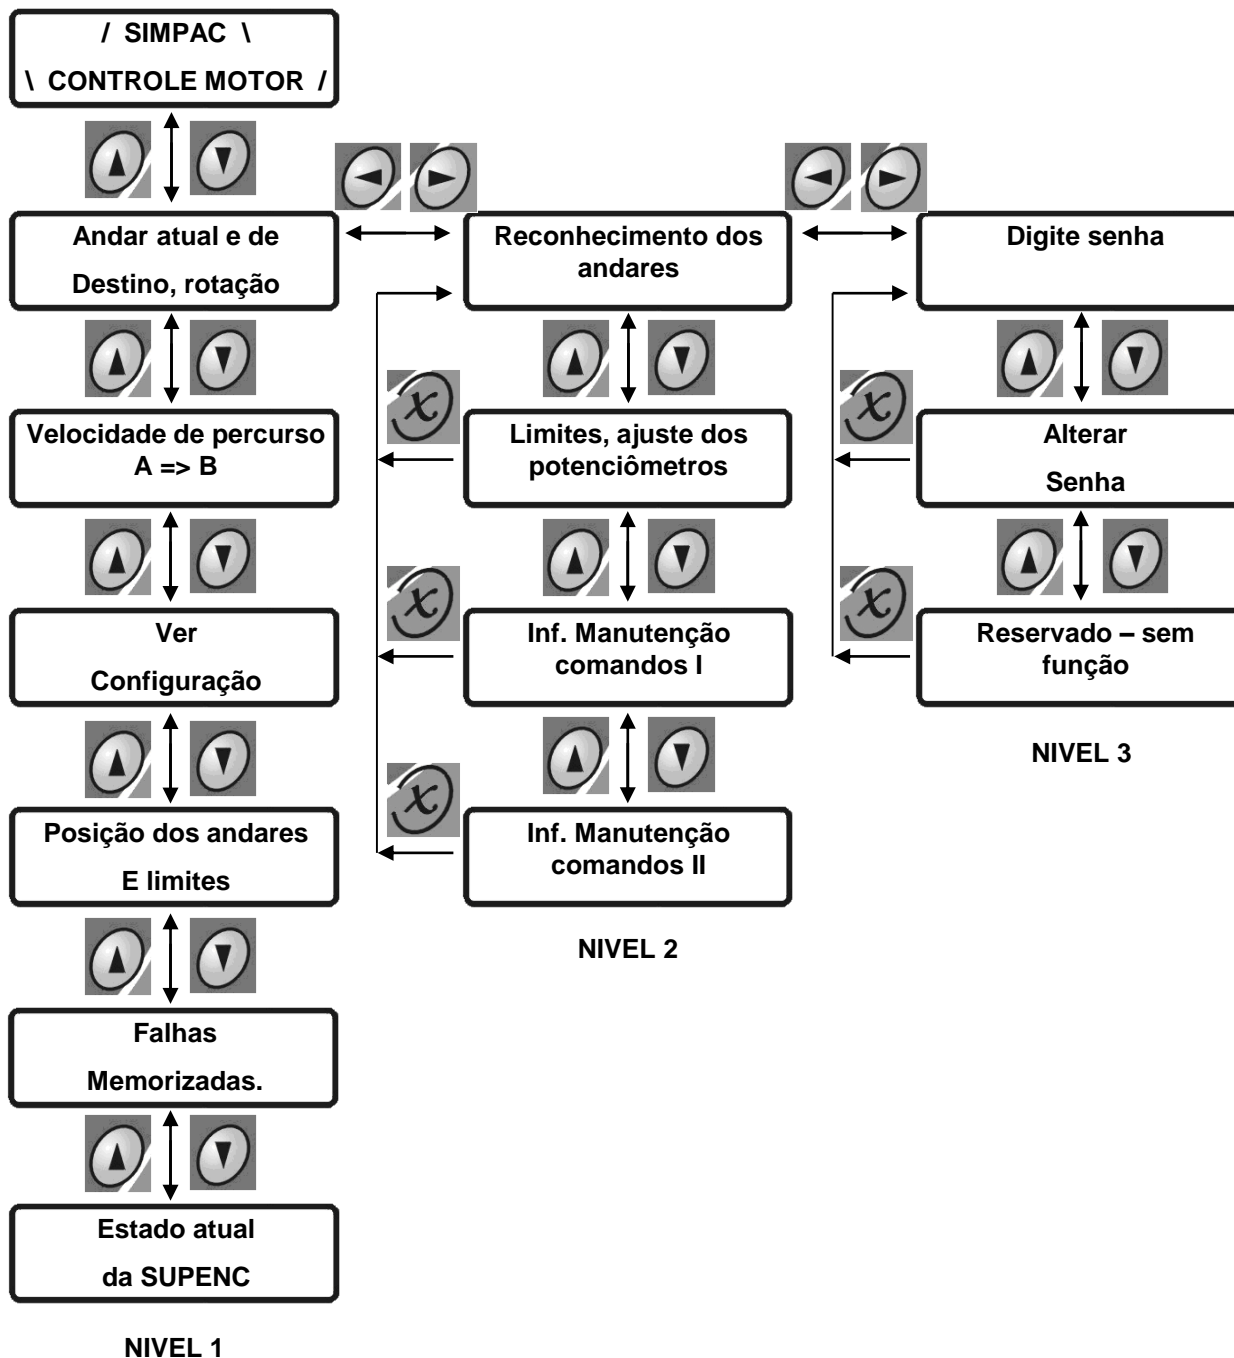 / SIMPAC \
\ CONTROLE MOTOR /
Andar atual e de
Destino, rotação
Velocidade de percurso
A => B
Ver
Configuração
Posição dos andares
E limites
Falhas
Memorizadas.
Estado atual
da SUPENC
NIVEL 1
Reconhecimento dos
andares
x
Limites, ajuste dos
potenciômetros
x
Inf. Manutenção
comandos I
x
Inf. Manutenção
comandos II
NIVEL 2
Digite senha
x
Alterar
Senha
x
Reservado – sem
função
NIVEL 3